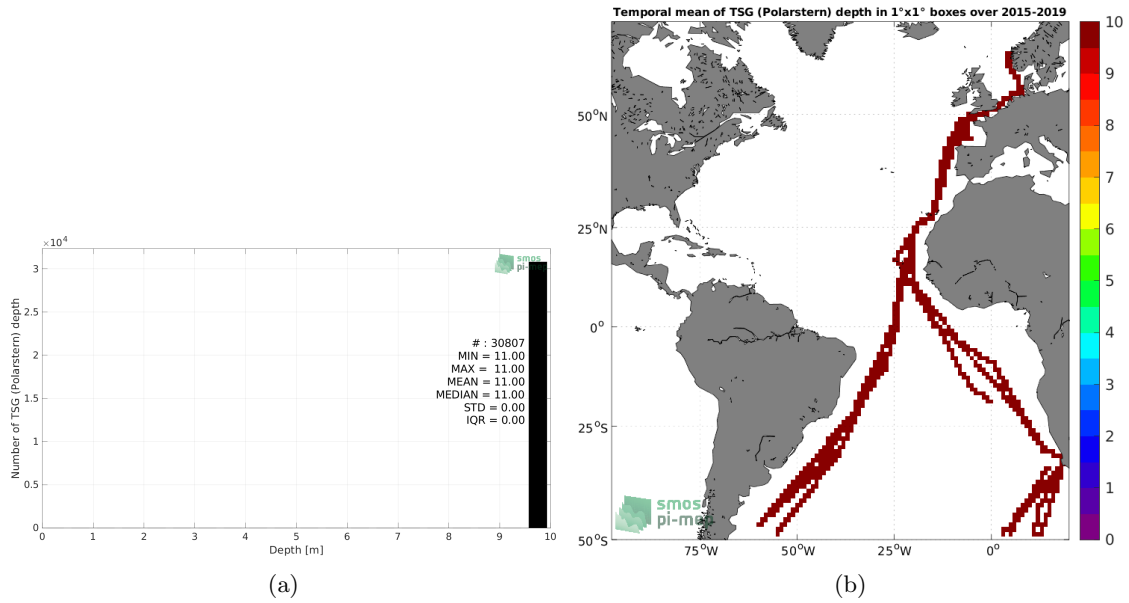 ×10⁴
3
2.5
2
1.5
1
0.5
0
Number of TSG (Polarstern) depth
smos
pi-mep
# : 30807
MIN = 11.00
MAX = 11.00
MEAN = 11.00
MEDIAN = 11.00
STD = 0.00
IQR = 0.00
0 1 2 3 4 5 6 7 8 9 10
Depth [m]
(a)
Temporal mean of TSG (Polarstern) depth in 1°x1° boxes over 2015-2019
50°N
25°N
0°
25°S
50°S
75°W 50°W 25°W 0°
smos
pi-mep
10
9
8
7
6
5
4
3
2
1
0
(b)